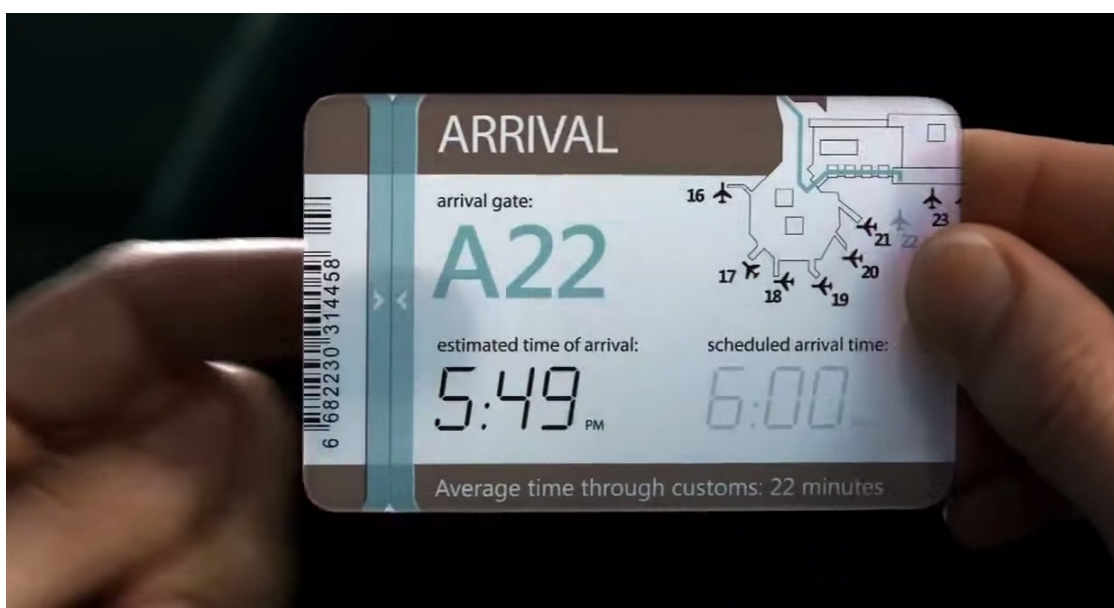 ARRIVAL
arrival gate:
A22
16
17
18
19
20
21
22
23
estimated time of arrival:
5:49 PM
scheduled arrival time:
6:00
Average time through customs: 22 minutes
6 682230 314458